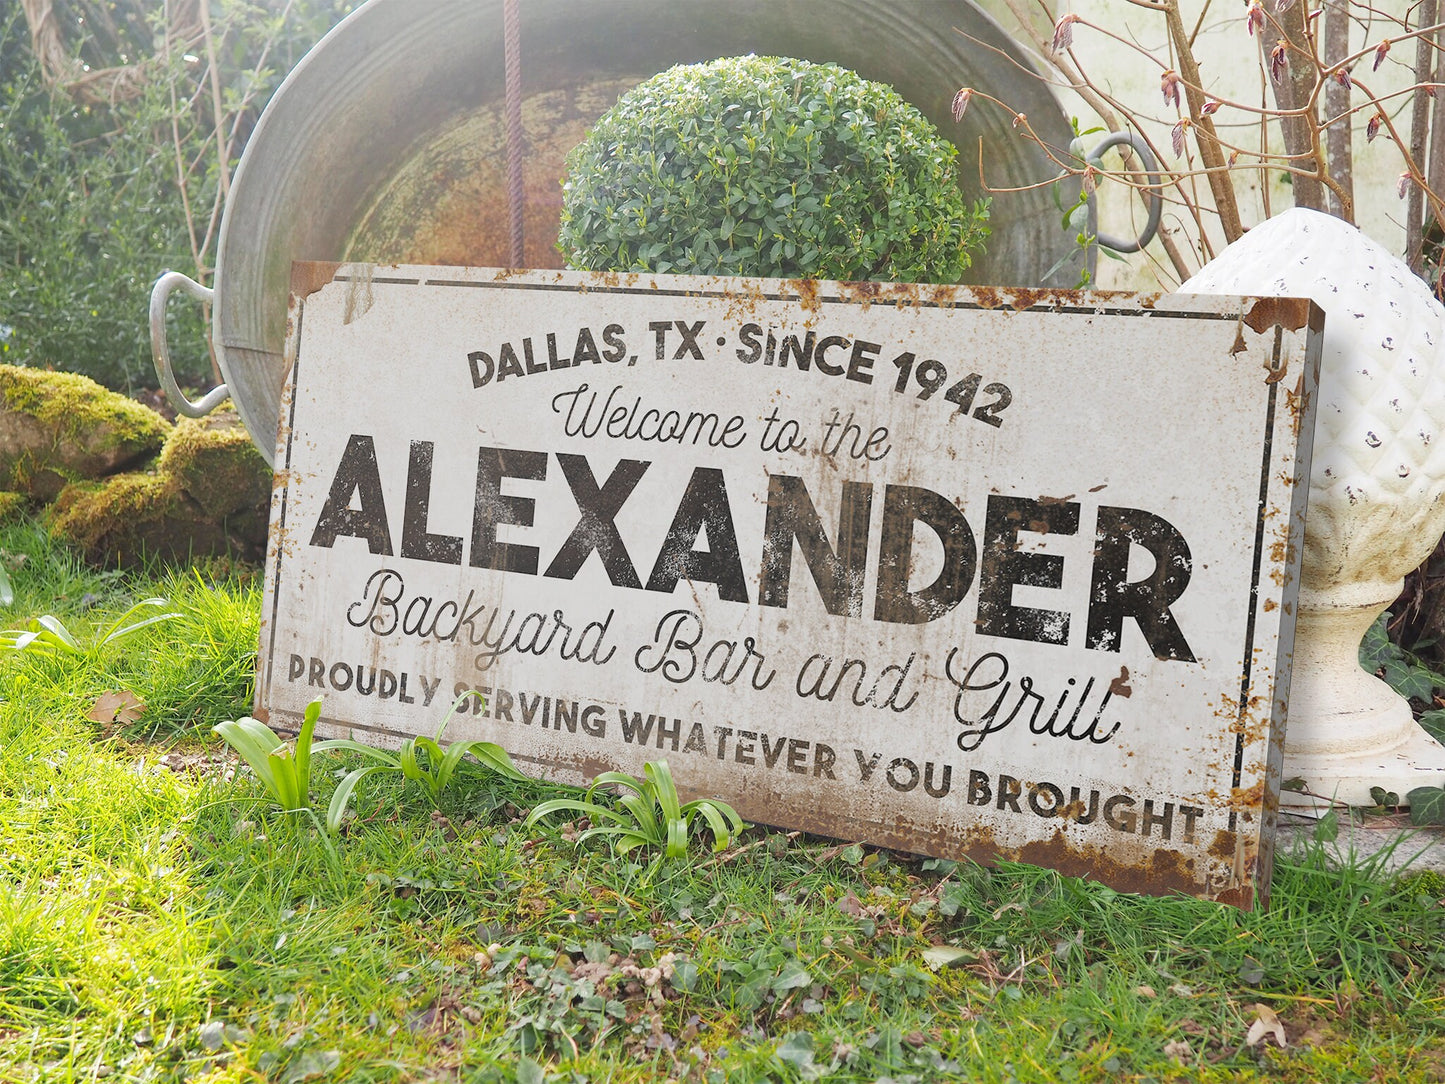 DALLAS, TX • SINCE 1942
Welcome to the
ALEXANDER
Backyard Bar and Grill
PROUDLY SERVING WHATEVER YOU BROUGHT